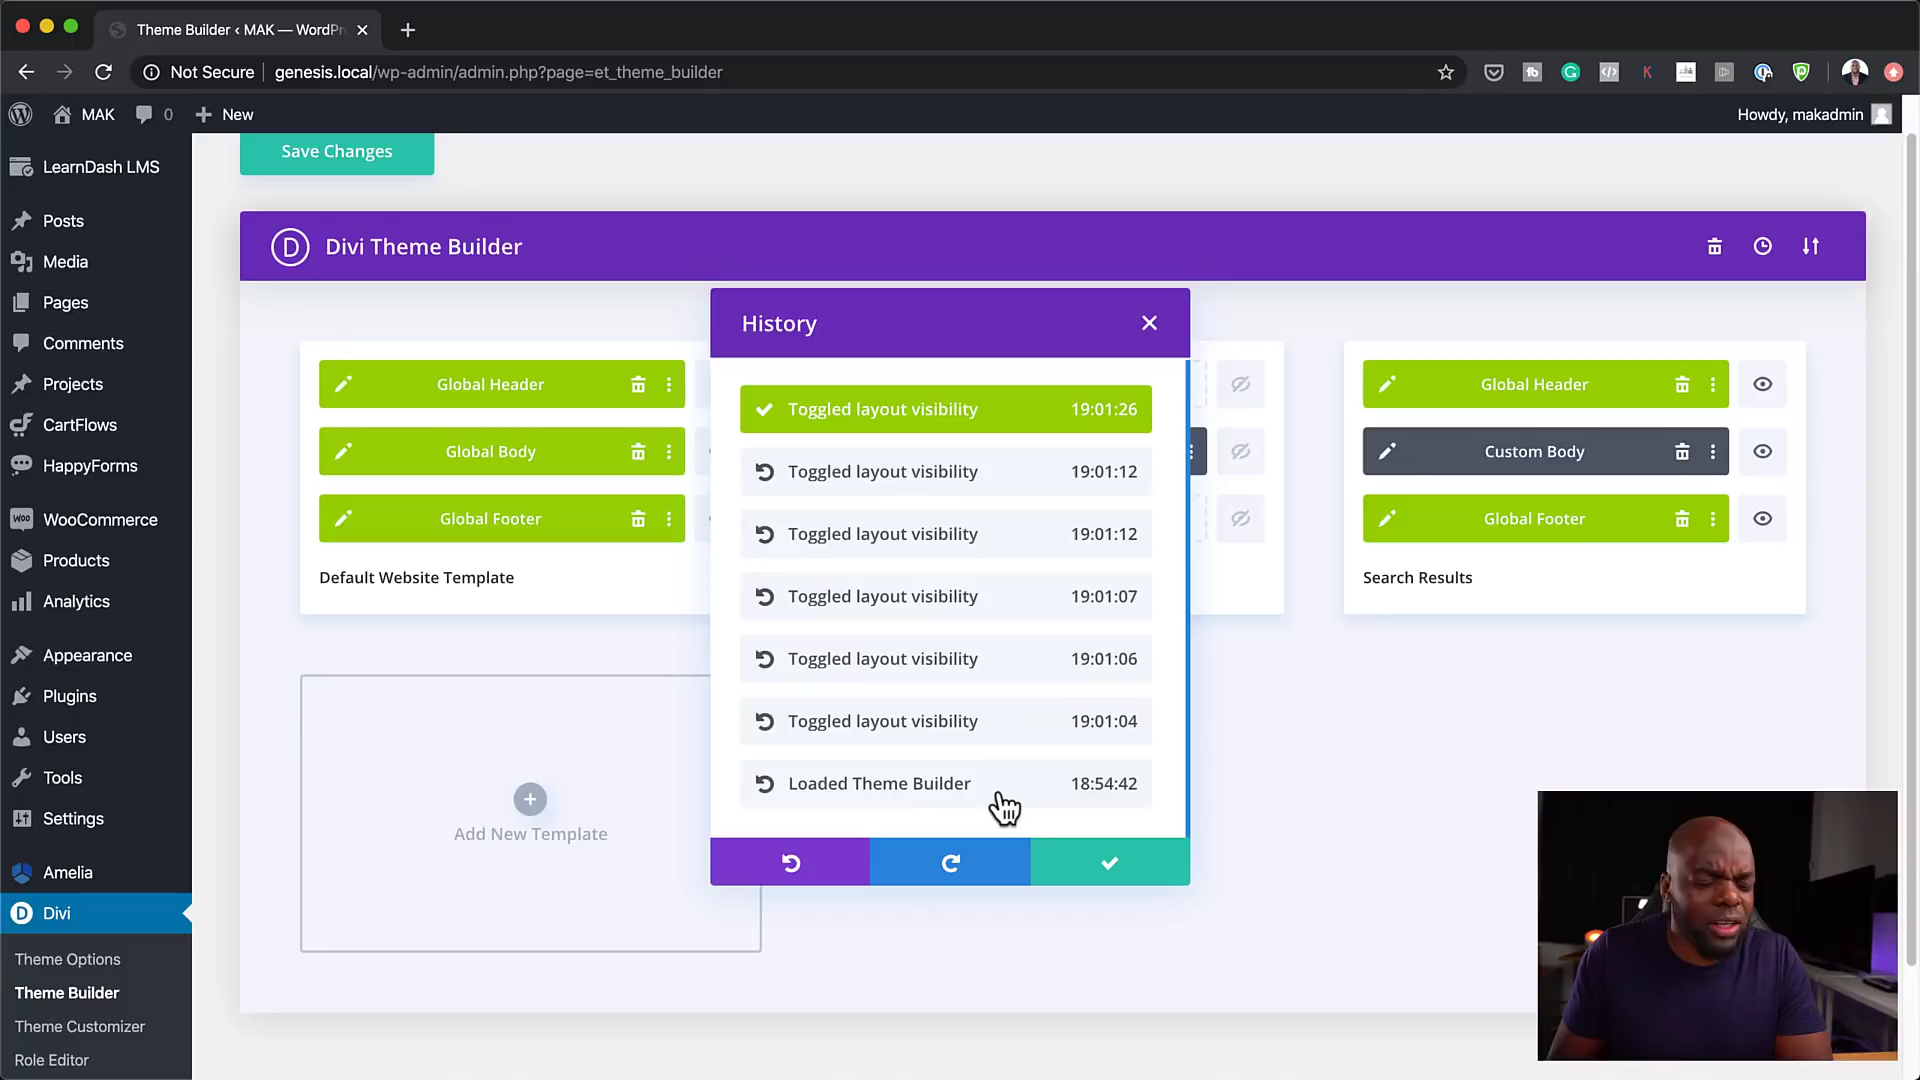 Theme Builder ‹ MAK — WordPr
Not Secure
genesis.local/wp-admin/admin.php?page=et_theme_builder
MAK
0
New
Howdy, makadmin
LearnDash LMS
Posts
Media
Pages
Comments
Projects
CartFlows
HappyForms
WooCommerce
Products
Analytics
Appearance
Plugins
Users
Tools
Settings
Amelia
Divi
Theme Options
Theme Builder
Theme Customizer
Role Editor
Save Changes
D Divi Theme Builder
Global Header
Global Body
Global Footer
Default Website Template
Add New Template
History
Toggled layout visibility 19:01:26
Toggled layout visibility 19:01:12
Toggled layout visibility 19:01:12
Toggled layout visibility 19:01:07
Toggled layout visibility 19:01:06
Toggled layout visibility 19:01:04
Loaded Theme Builder 18:54:42
Global Header
Custom Body
Global Footer
Search Results